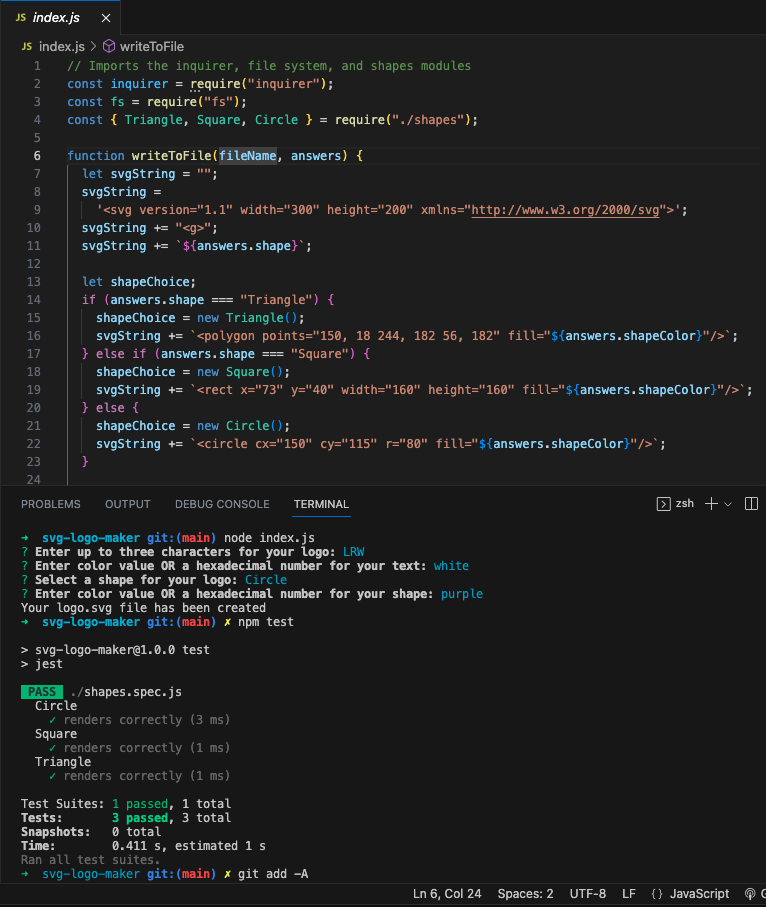 JS index.js ×
JS index.js > writeToFile
1 // Imports the inquirer, file system, and shapes modules
2 const inquirer = require("inquirer");
3 const fs = require("fs");
4 const { Triangle, Square, Circle } = require("./shapes");
5
6 function writeToFile(fileName, answers) {
7 let svgString = "";
8 svgString =
9 '<svg version="1.1" width="300" height="200" xmlns="http://www.w3.org/2000/svg">';
10 svgString += "<g>";
11 svgString += `${answers.shape}`;
12
13 let shapeChoice;
14 if (answers.shape === "Triangle") {
15 shapeChoice = new Triangle();
16 svgString += `<polygon points="150, 18 244, 182 56, 182" fill="${answers.shapeColor}"/>`;
17 } else if (answers.shape === "Square") {
18 shapeChoice = new Square();
19 svgString += `<rect x="73" y="40" width="160" height="160" fill="${answers.shapeColor}"/>`;
20 } else {
21 shapeChoice = new Circle();
22 svgString += `<circle cx="150" cy="115" r="80" fill="${answers.shapeColor}"/>`;
23 }
24
PROBLEMS OUTPUT DEBUG CONSOLE TERMINAL zsh
➜ svg-logo-maker git:(main) node index.js
? Enter up to three characters for your logo: LRW
? Enter color value OR a hexadecimal number for your text: white
? Select a shape for your logo: Circle
? Enter color value OR a hexadecimal number for your shape: purple
Your logo.svg file has been created
➜ svg-logo-maker git:(main) ✗ npm test
> svg-logo-maker@1.0.0 test
> jest
PASS ./shapes.spec.js
Circle
✓ renders correctly (3 ms)
Square
✓ renders correctly (1 ms)
Triangle
✓ renders correctly (1 ms)
Test Suites: 1 passed, 1 total
Tests: 3 passed, 3 total
Snapshots: 0 total
Time: 0.411 s, estimated 1 s
Ran all test suites.
➜ svg-logo-maker git:(main) ✗ git add -A
Ln 6, Col 24 Spaces: 2 UTF-8 LF {} JavaScript